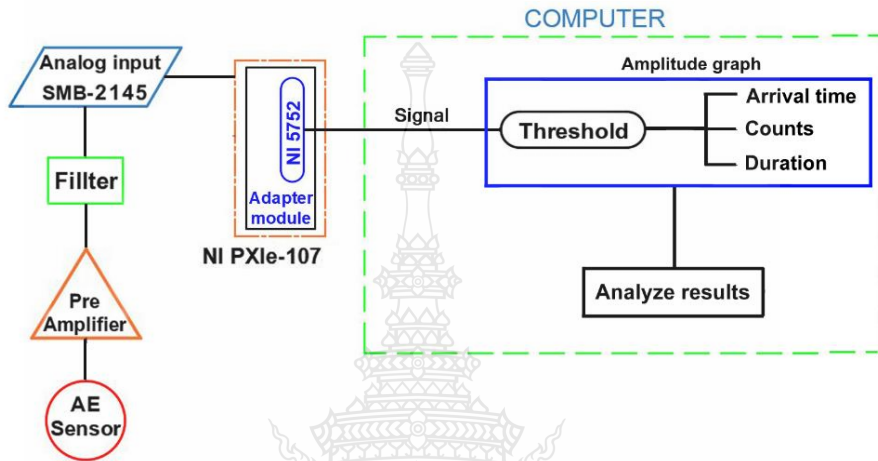 COMPUTER
Analog input
SMB-2145
Fillter
Pre
Amplifier
AE
Sensor
NI 5752
Adapter
module
NI PXIe-107
Signal
Amplitude graph
Threshold
Arrival time
Counts
Duration
Analyze results